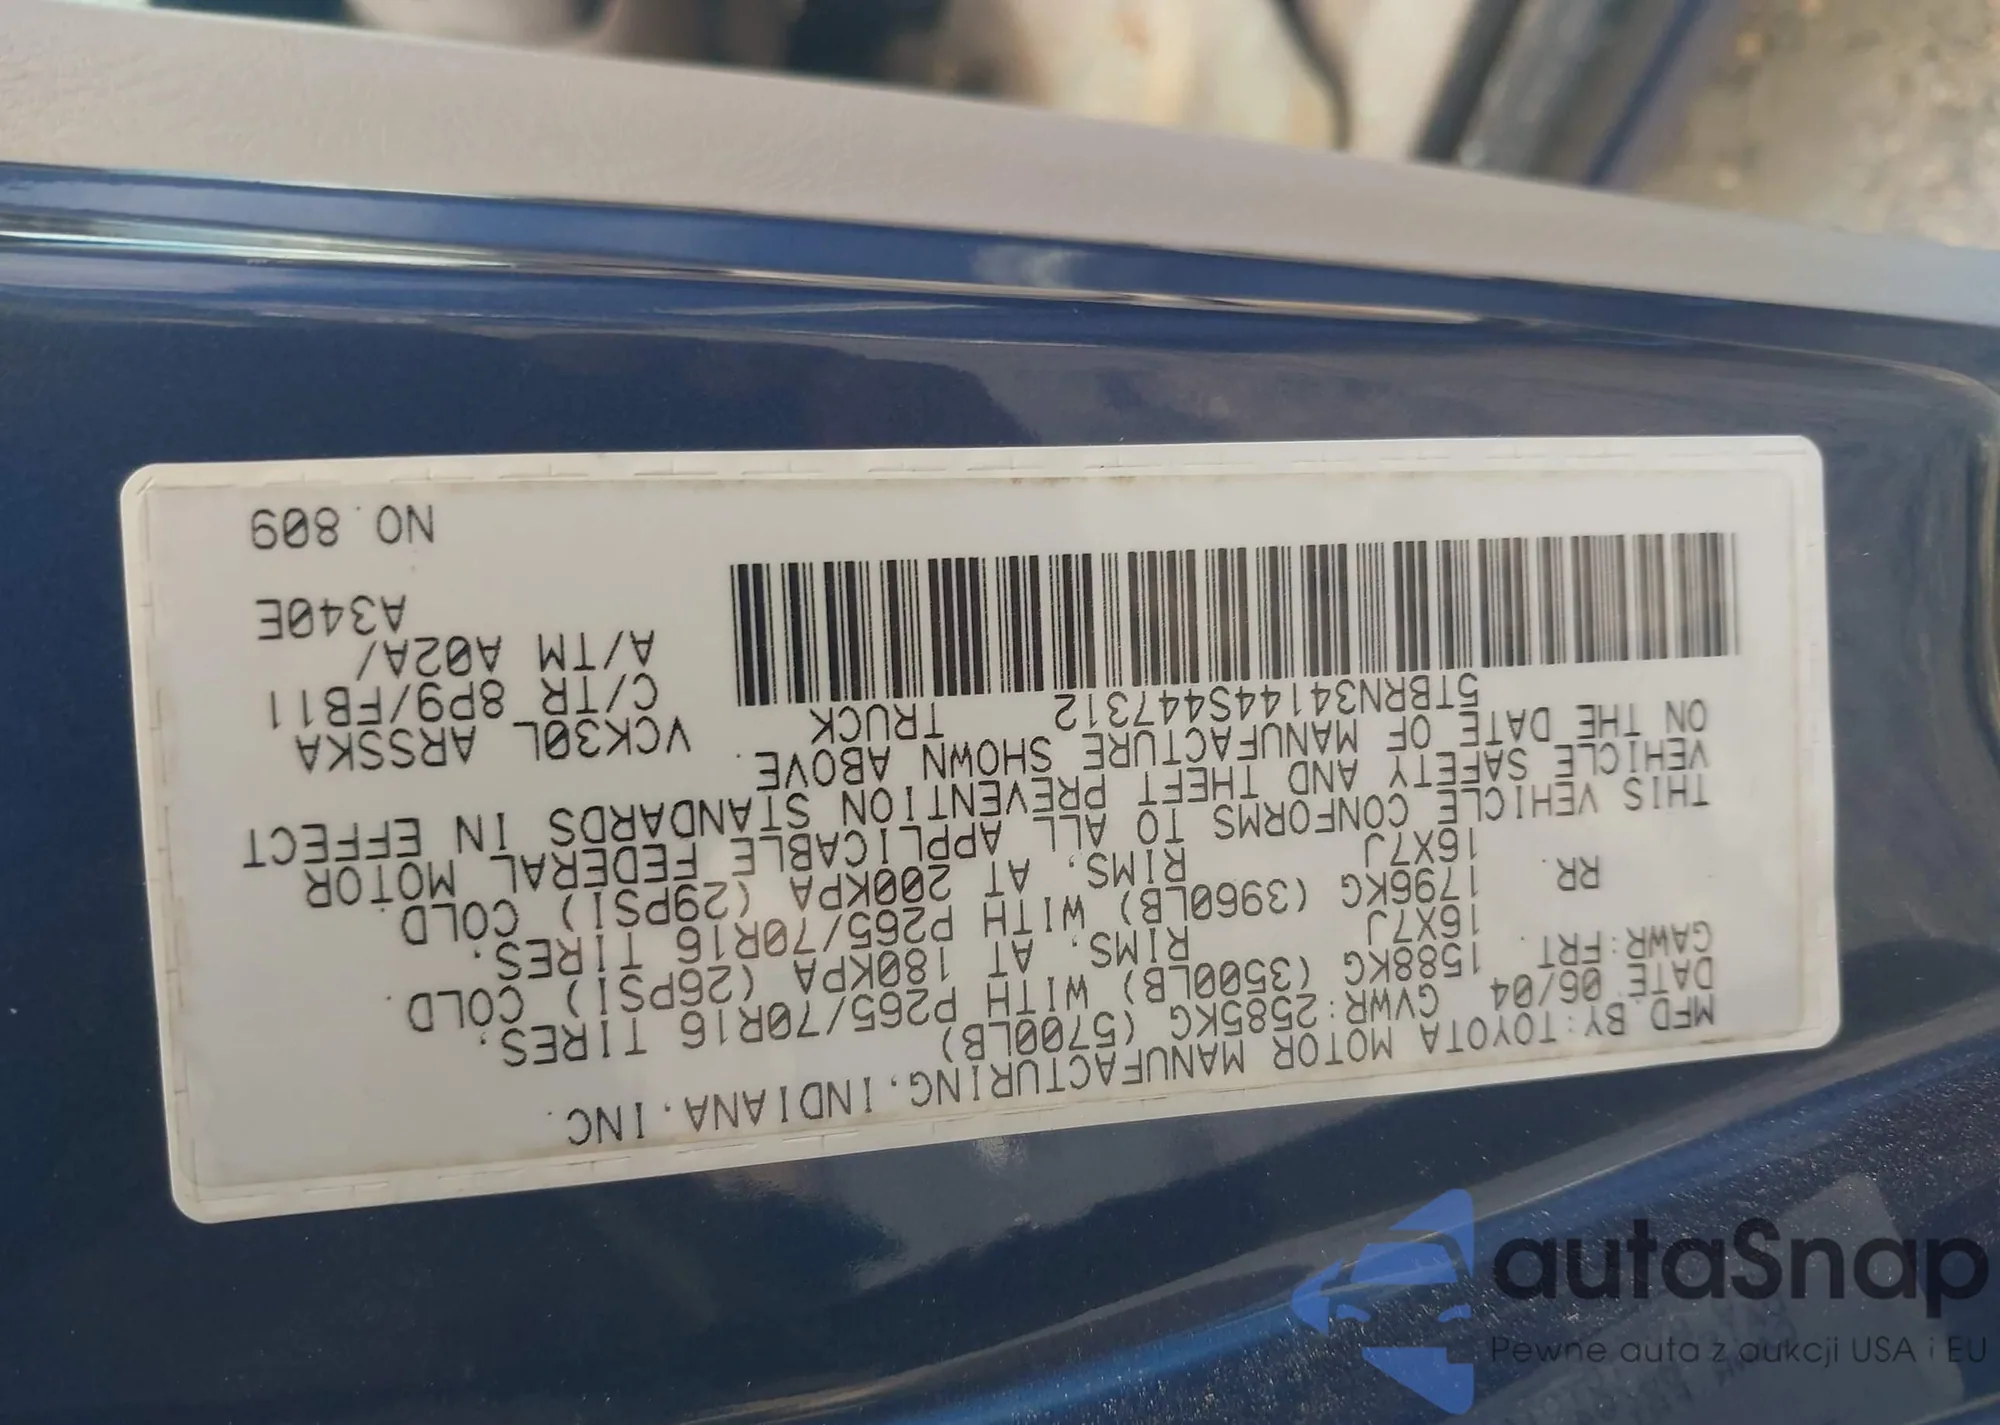 MFD. BY:TOYOTA MOTOR MANUFACTURING,INDIANA,INC.
DATE:06/04 GVWR:2585KG (5700LB)
GAWR:FRT. 1588KG (3500LB) WITH P265/70R16 TIRES,
16X7J RIMS, AT 180KPA (26PSI) COLD.
RR. 1796KG (3960LB) WITH P265/70R16 TIRES,
16X7J RIMS, AT 200KPA (29PSI) COLD.
THIS VEHICLE CONFORMS TO ALL APPLICABLE FEDERAL MOTOR
VEHICLE SAFETY AND THEFT PREVENTION STANDARDS IN EFFECT
ON THE DATE OF MANUFACTURE SHOWN ABOVE.
5TBRN34144S447312 TRUCK
VCK30L ARSSKA
C/TR 8P9/FB11
A/TM A02A/
A340E
NO.809
autaSnap
Pewne auta z aukcji USA i EU